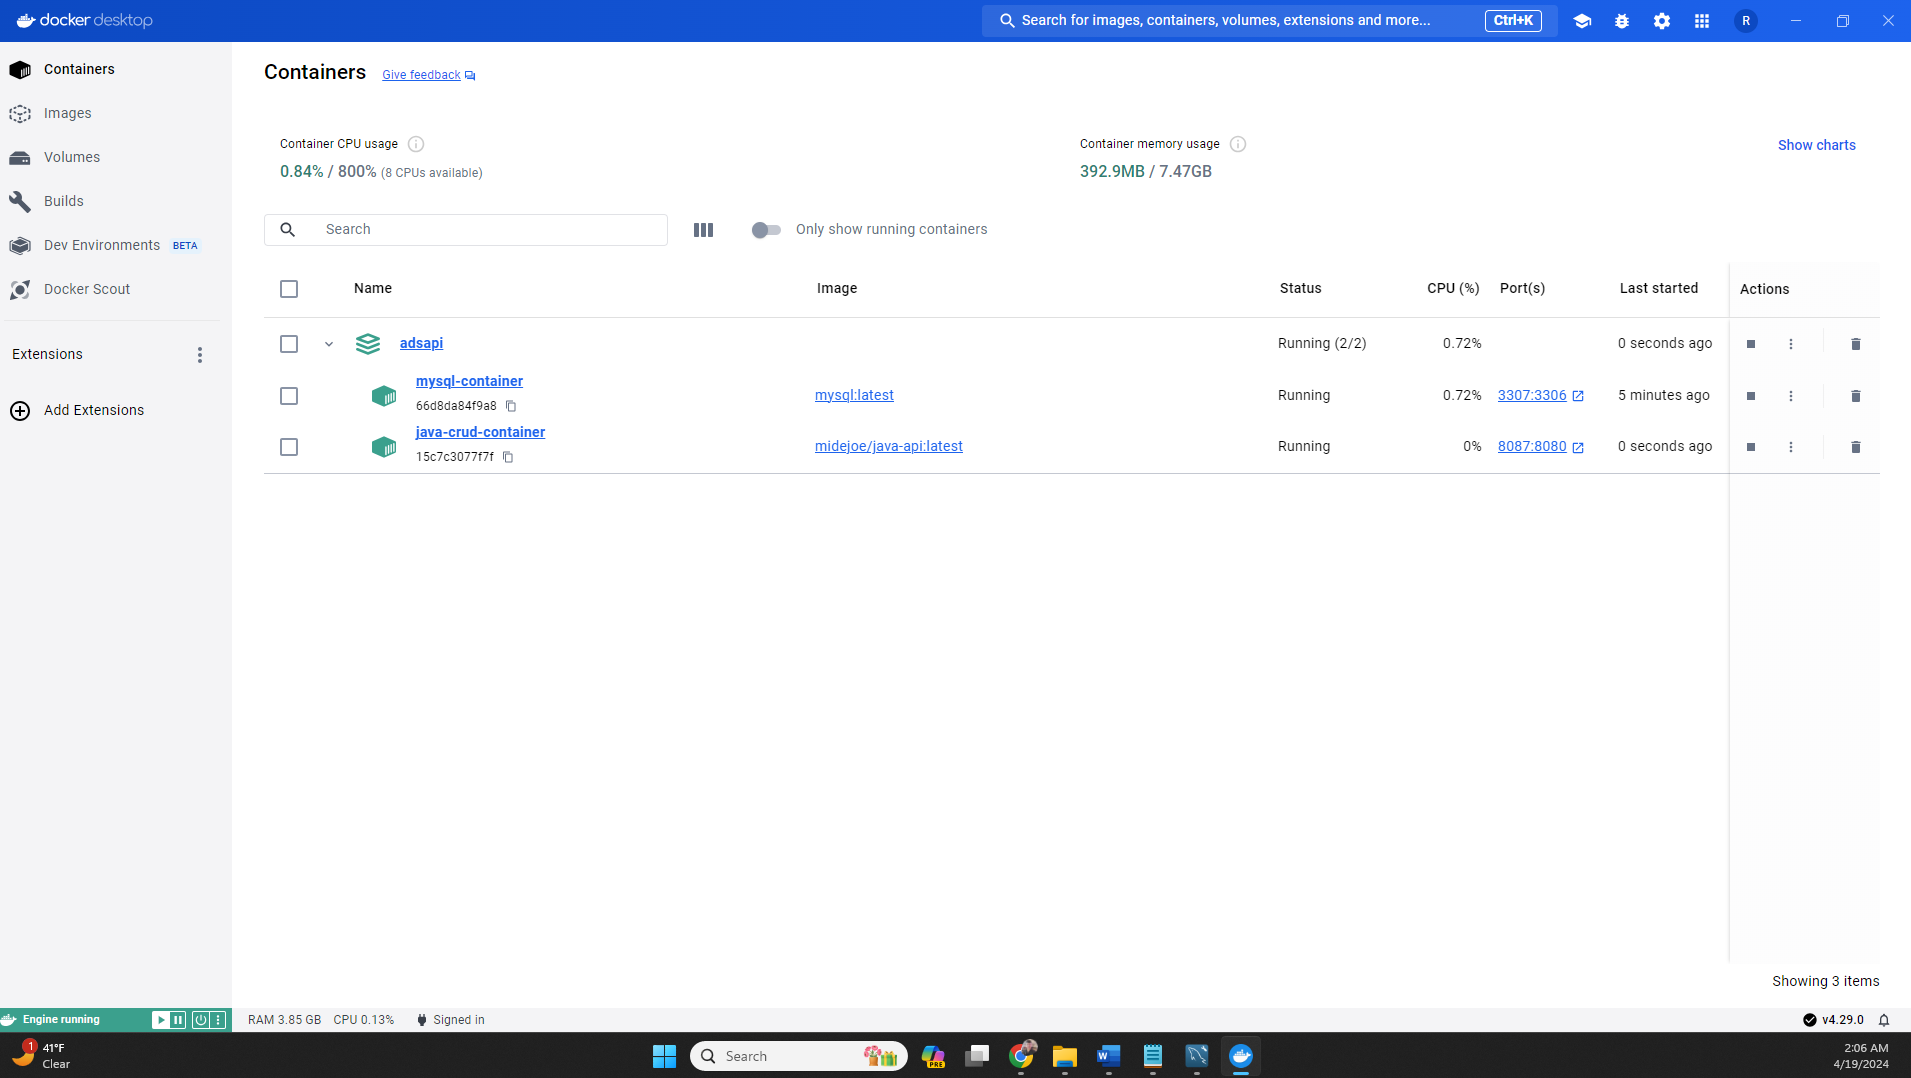 docker desktop
Search for images, containers, volumes, extensions and more... Ctrl+K
R
Containers
Images
Volumes
Builds
Dev Environments BETA
Docker Scout
Extensions
Add Extensions
Containers Give feedback
Container CPU usage
0.84% / 800% (8 CPUs available)
Container memory usage
392.9MB / 7.47GB
Show charts
Search
Only show running containers
Name Image Status CPU (%) Port(s) Last started Actions
adsapi Running (2/2) 0.72% 0 seconds ago
mysql-container
66d8da84f9a8
mysql:latest Running 0.72% 3307:3306 5 minutes ago
java-crud-container
15c7c3077f7f
midejoe/java-api:latest Running 0% 8087:8080 0 seconds ago
Showing 3 items
Engine running
RAM 3.85 GB CPU 0.13% Signed in
v4.29.0
1
41°F
Clear
Search
PRE
W
2:06 AM
4/19/2024